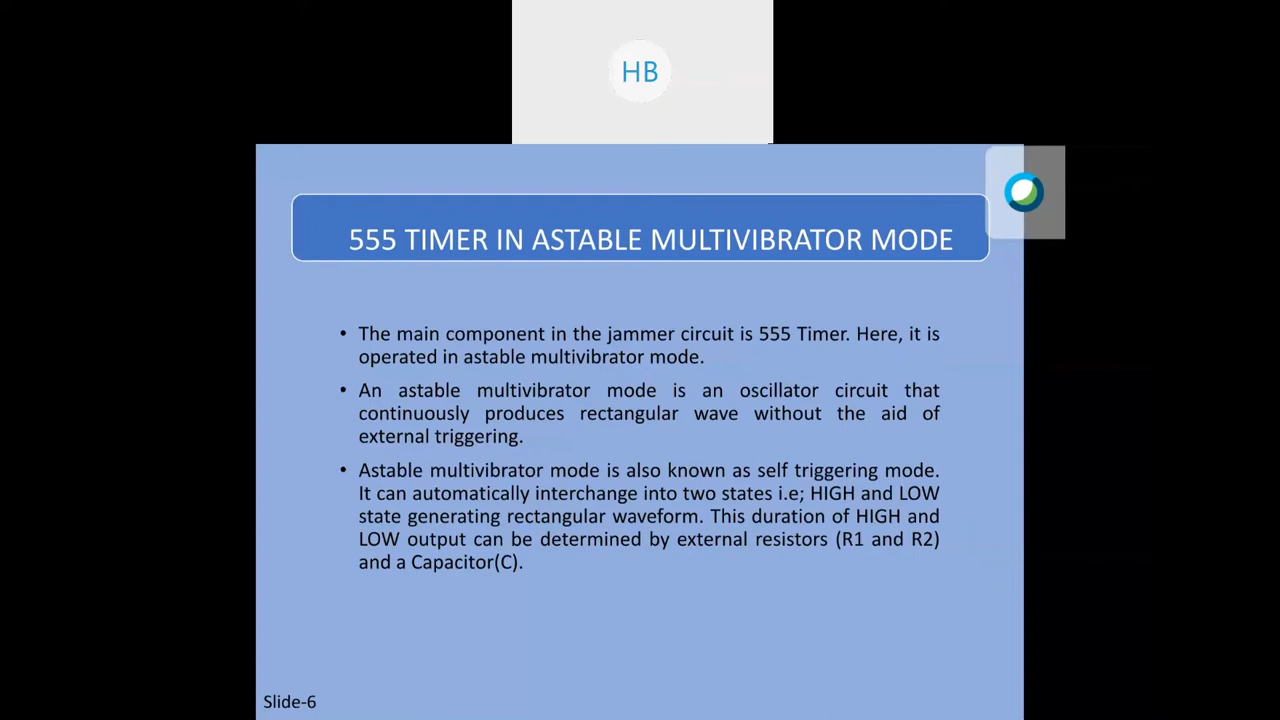 HB
555 TIMER IN ASTABLE MULTIVIBRATOR MODE
• The main component in the jammer circuit is 555 Timer. Here, it is
operated in astable multivibrator mode.
• An astable multivibrator mode is an oscillator circuit that
continuously produces rectangular wave without the aid of
external triggering.
• Astable multivibrator mode is also known as self triggering mode.
It can automatically interchange into two states i.e; HIGH and LOW
state generating rectangular waveform. This duration of HIGH and
LOW output can be determined by external resistors (R1 and R2)
and a Capacitor(C).
Slide-6